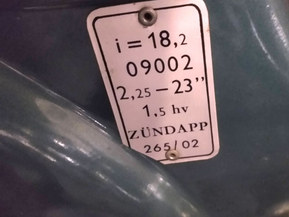 i = 18,2
09002
2,25 – 23"
1,5 hv
ZÜNDAPP
265/02